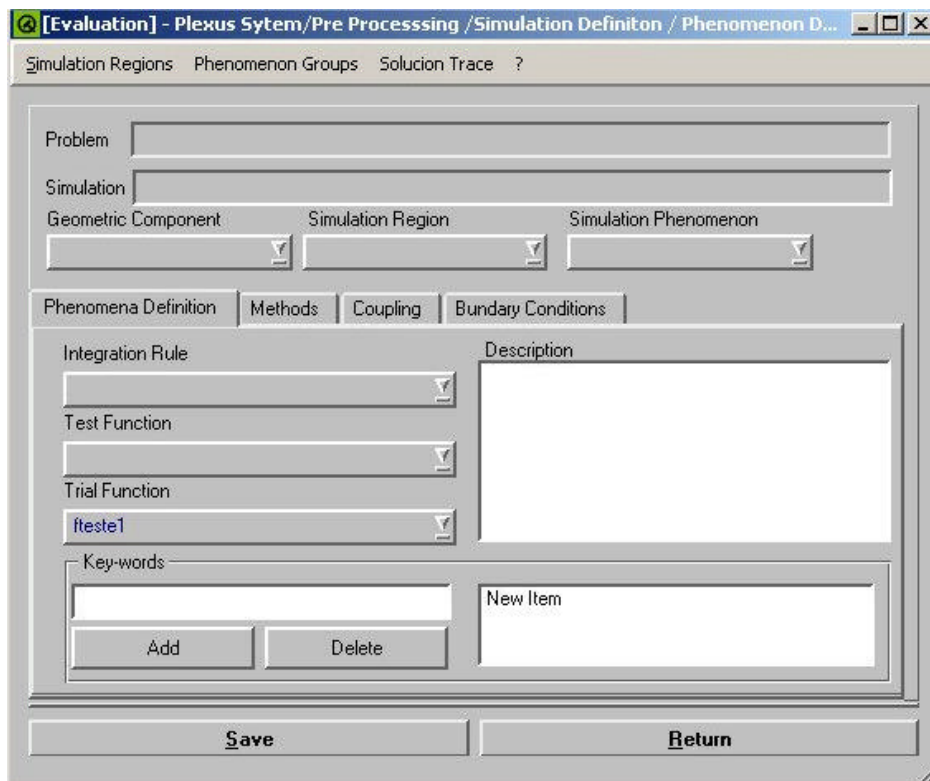 [Evaluation] - Plexus Sytem/Pre Processsing /Simulation Definiton / Phenomenon D...
Simulation Regions Phenomenon Groups Solucion Trace ?
Problem
Simulation
Geometric Component Simulation Region Simulation Phenomenon
Phenomena Definition Methods Coupling Bundary Conditions
Integration Rule
Description
Test Function
Trial Function
fteste1
Key-words
New Item
Add Delete
Save Return